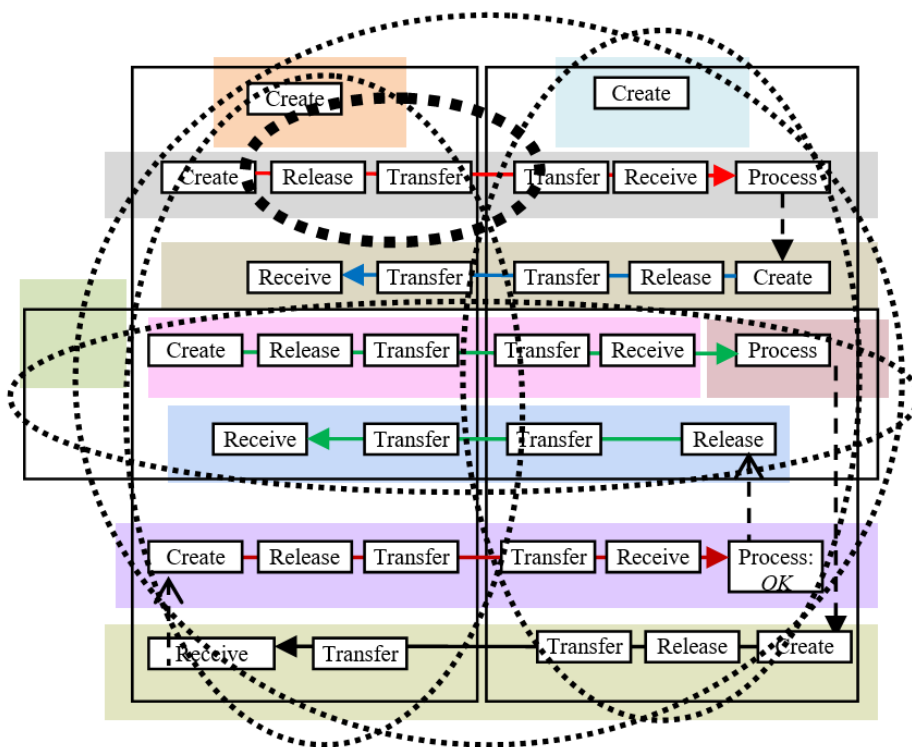 Create Create
Create Release Transfer Transfer Receive Process
Receive Transfer Transfer Release Create
Create Release Transfer Transfer Receive Process
Receive Transfer Transfer Release
Create Release Transfer Transfer Receive Process:
OK
Receive Transfer Transfer Release Create